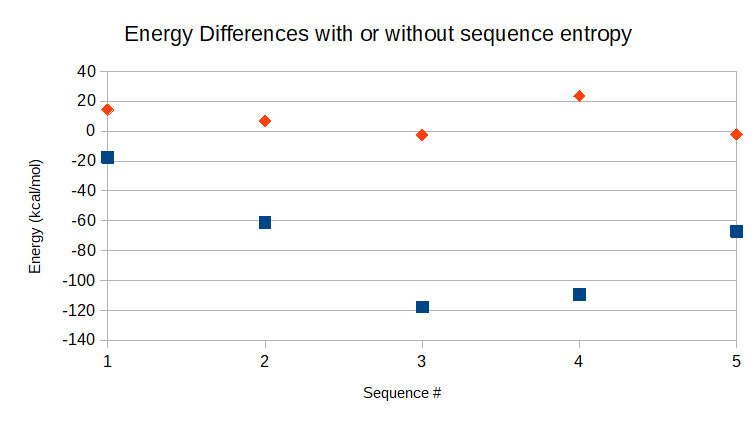 Energy Differences with or without sequence entropy
40
20
0
-20
-40
-60
-80
-100
-120
-140
Energy (kcal/mol)
1 2 3 4 5
Sequence #